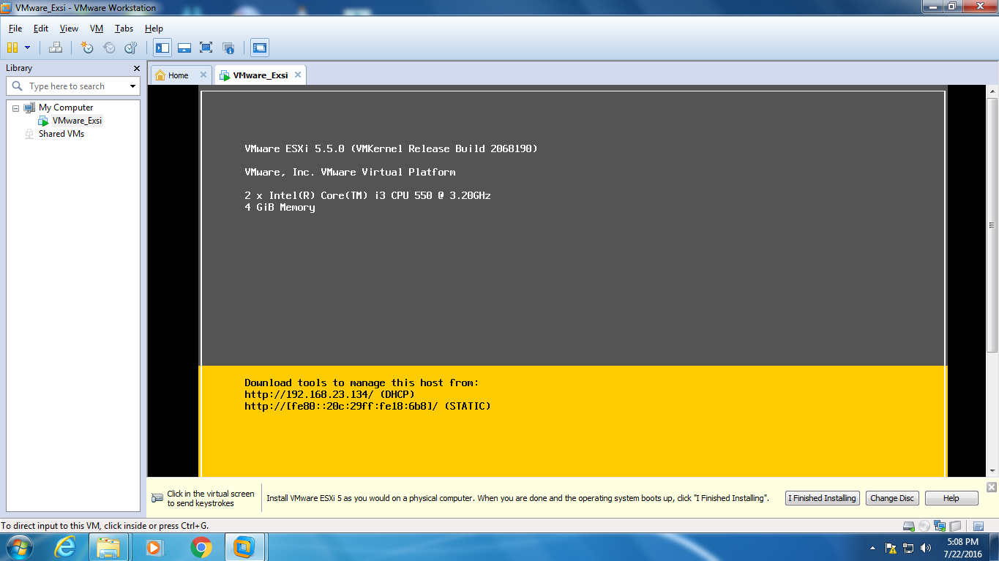 VMware_Exsi - VMware Workstation
File Edit View VM Tabs Help
Library
Type here to search
My Computer
VMware_Exsi
Shared VMs
Home
VMware_Exsi
VMware ESXi 5.5.0 (VMKernel Release Build 2068190)
VMware, Inc. VMware Virtual Platform
2 x Intel(R) Core(TM) i3 CPU 550 @ 3.20GHz
4 GiB Memory
Download tools to manage this host from:
http://192.168.23.134/ (DHCP)
http://[fe80::20c:29ff:fe18:6b8]/ (STATIC)
Click in the virtual screen
to send keystrokes
Install VMware ESXi 5 as you would on a physical computer. When you are done and the operating system boots up, click "I Finished Installing".
I Finished Installing
Change Disc
Help
To direct input to this VM, click inside or press Ctrl+G.
5:08 PM
7/22/2016